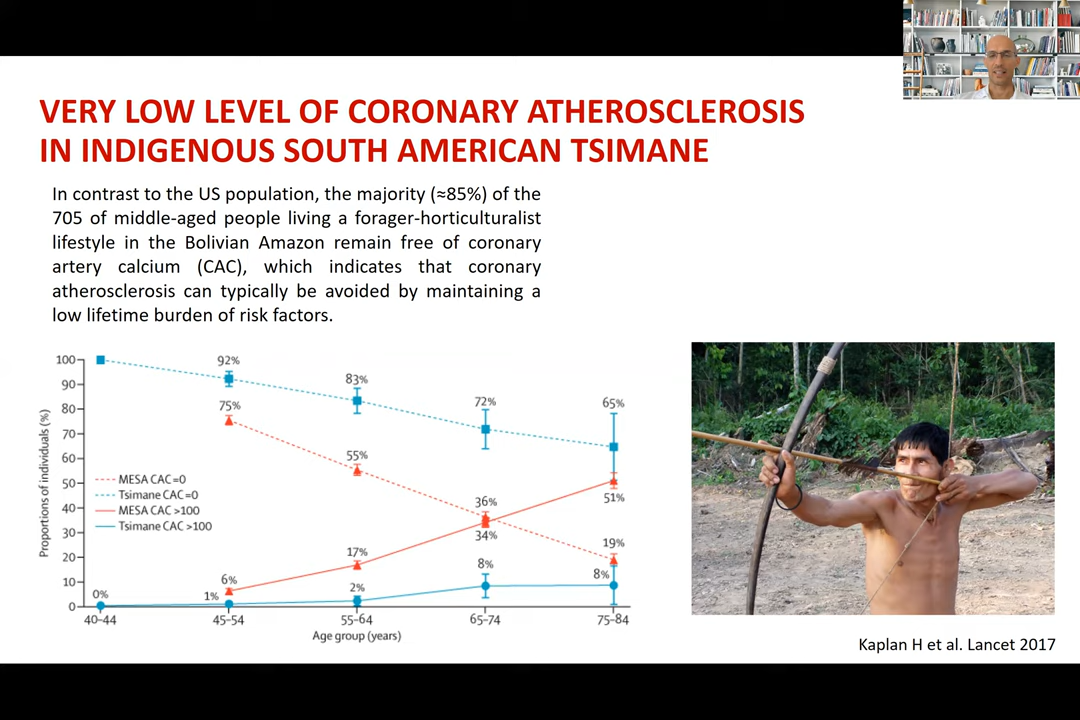 VERY LOW LEVEL OF CORONARY ATHEROSCLEROSIS
IN INDIGENOUS SOUTH AMERICAN TSIMANE
In contrast to the US population, the majority (≈85%) of the
705 of middle-aged people living a forager-horticulturalist
lifestyle in the Bolivian Amazon remain free of coronary
artery calcium (CAC), which indicates that coronary
atherosclerosis can typically be avoided by maintaining a
low lifetime burden of risk factors.
Proportions of individuals (%)
100
90
80
70
60
50
40
30
20
10
0
92%
83%
72%
65%
75%
55%
36%
19%
51%
34%
17%
6%
0%
1%
2%
8%
8%
MESA CAC=0
Tsimane CAC=0
MESA CAC >100
Tsimane CAC >100
40–44
45–54
55–64
65–74
75–84
Age group (years)
Kaplan H et al. Lancet 2017